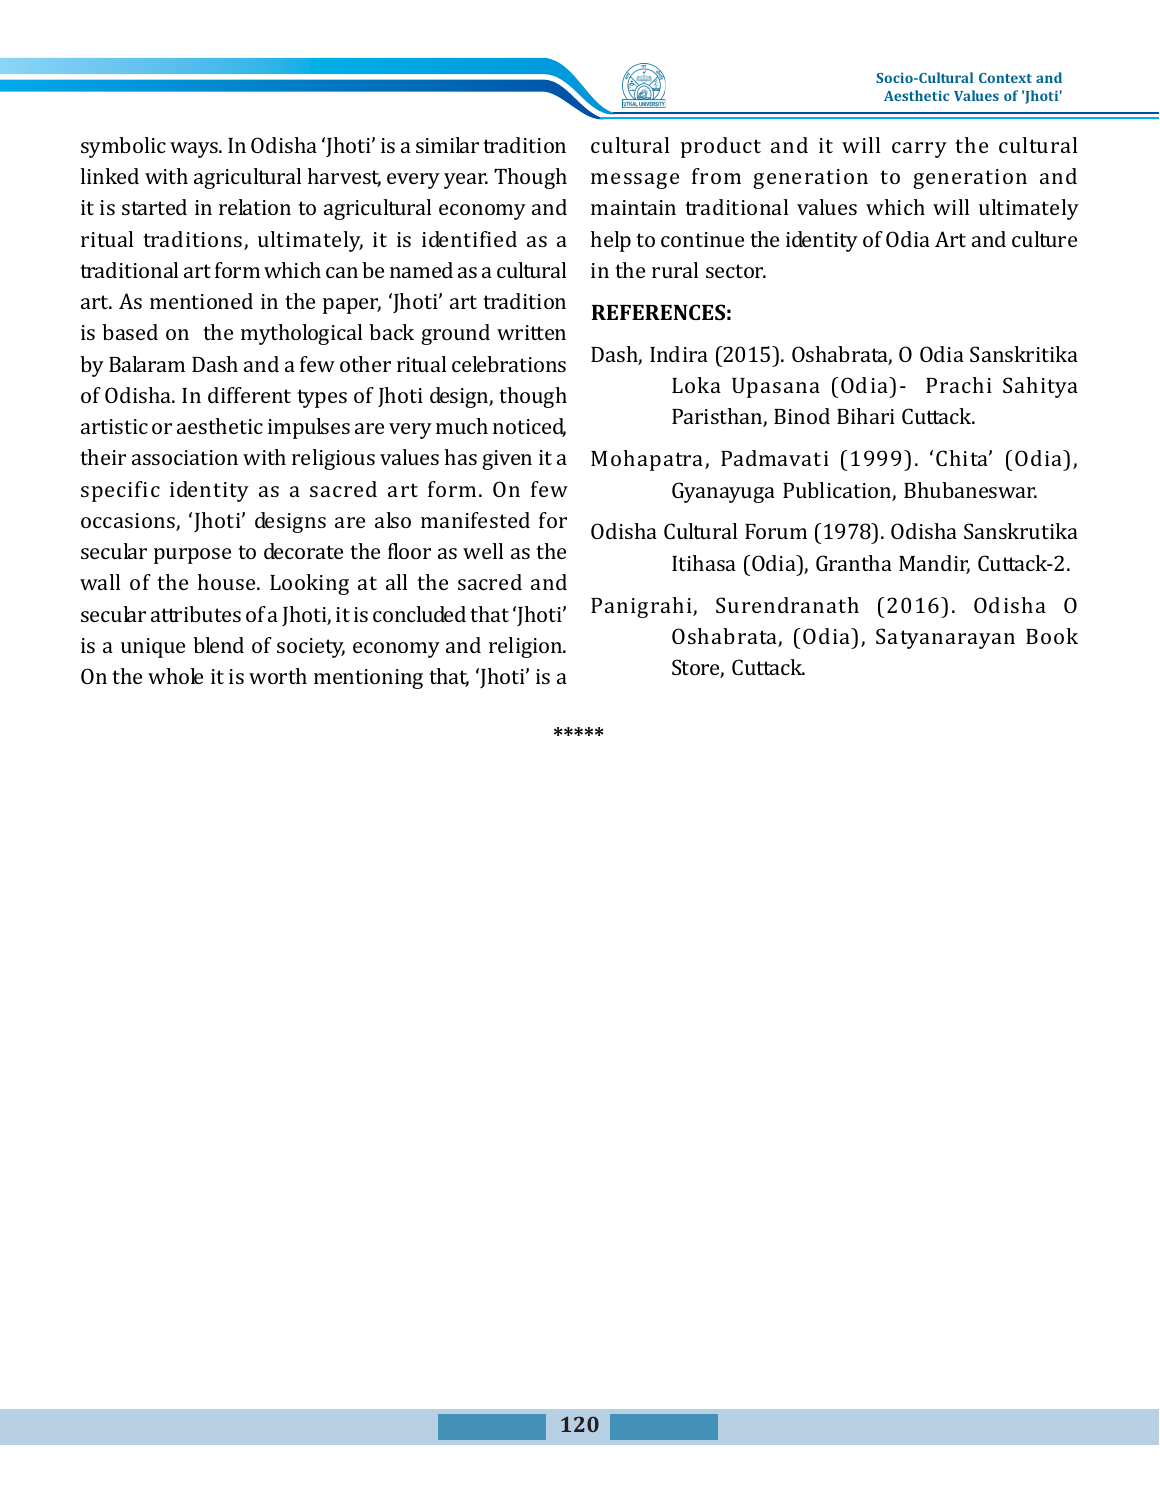 UTKAL UNIVERSITY
Socio-Cultural Context and
Aesthetic Values of 'Jhoti'
symbolic ways. In Odisha ‘Jhoti’ is a similar tradition
linked with agricultural harvest, every year. Though
it is started in relation to agricultural economy and
ritual traditions, ultimately, it is identified as a
traditional art form which can be named as a cultural
art. As mentioned in the paper, ‘Jhoti’ art tradition
is based on the mythological back ground written
by Balaram Dash and a few other ritual celebrations
of Odisha. In different types of Jhoti design, though
artistic or aesthetic impulses are very much noticed,
their association with religious values has given it a
specific identity as a sacred art form. On few
occasions, ‘Jhoti’ designs are also manifested for
secular purpose to decorate the floor as well as the
wall of the house. Looking at all the sacred and
secular attributes of a Jhoti, it is concluded that ‘Jhoti’
is a unique blend of society, economy and religion.
On the whole it is worth mentioning that, ‘Jhoti’ is a
cultural product and it will carry the cultural
message from generation to generation and
maintain traditional values which will ultimately
help to continue the identity of Odia Art and culture
in the rural sector.
REFERENCES:
Dash, Indira (2015). Oshabrata, O Odia Sanskritika
Loka Upasana (Odia)- Prachi Sahitya
Paristhan, Binod Bihari Cuttack.
Mohapatra, Padmavati (1999). ‘Chita’ (Odia),
Gyanayuga Publication, Bhubaneswar.
Odisha Cultural Forum (1978). Odisha Sanskrutika
Itihasa (Odia), Grantha Mandir, Cuttack-2.
Panigrahi, Surendranath (2016). Odisha O
Oshabrata, (Odia), Satyanarayan Book
Store, Cuttack.
*****
120